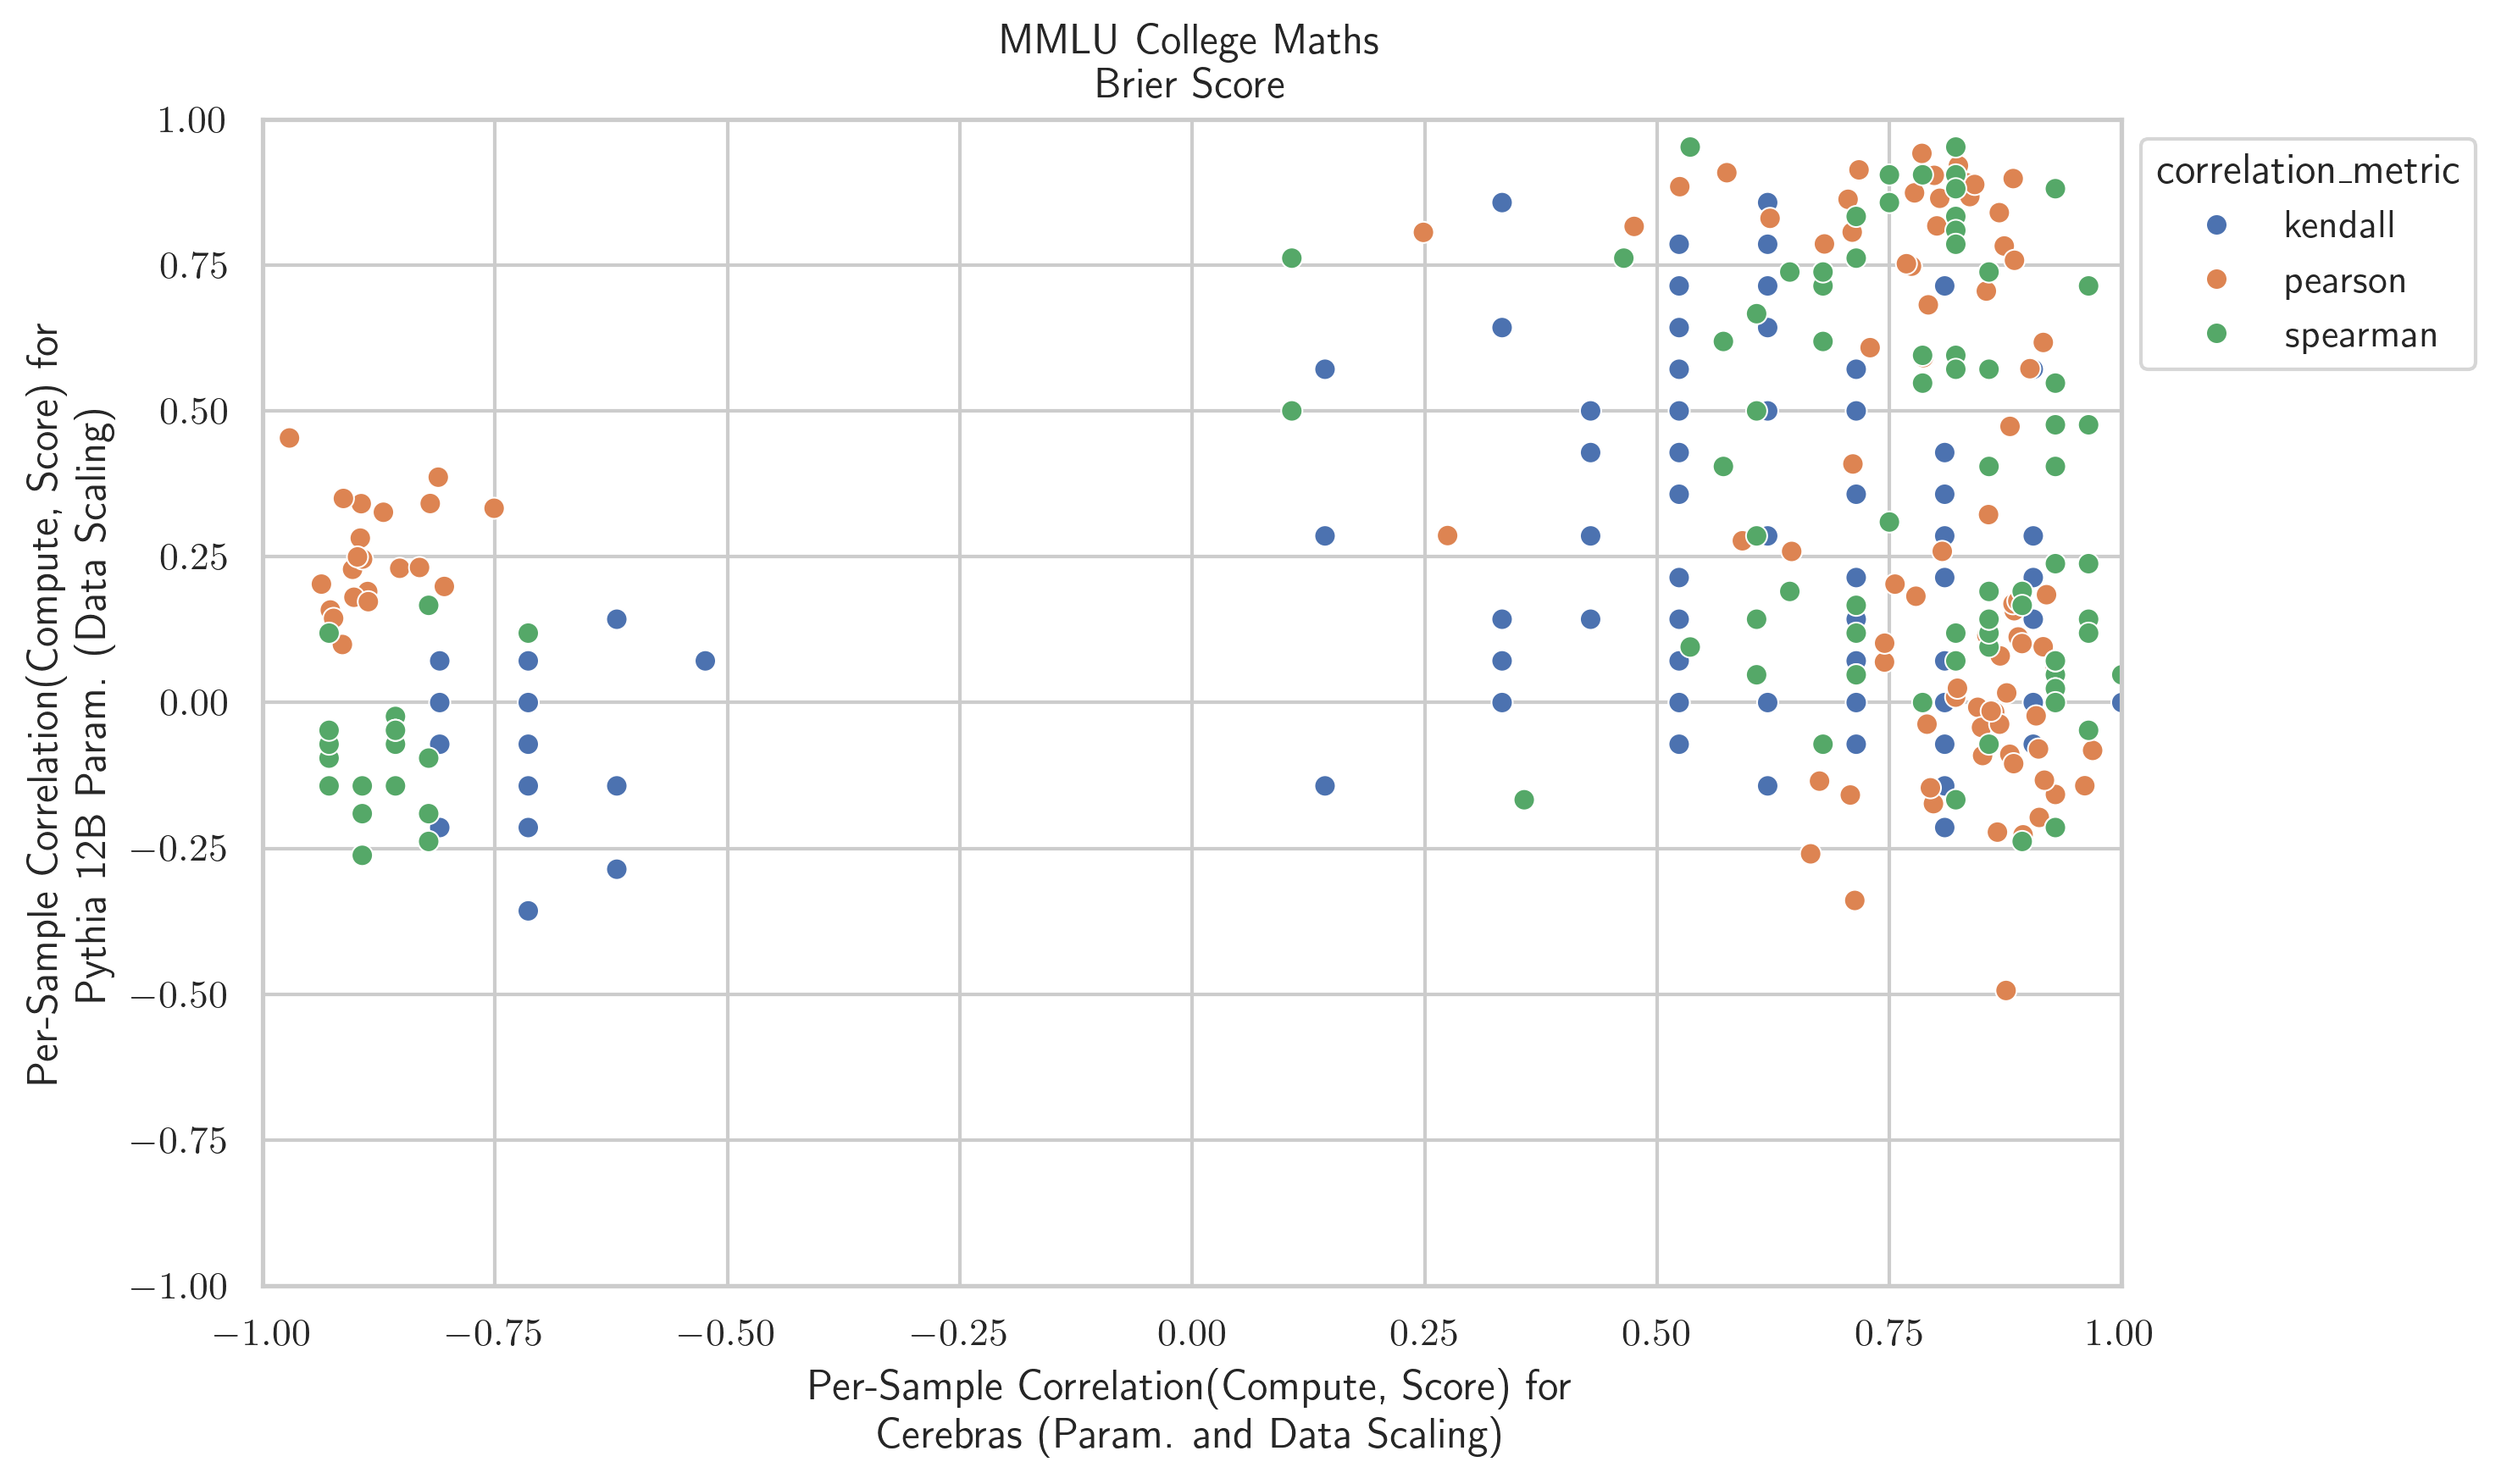 MMLU College Maths
Brier Score
Per-Sample Correlation(Compute, Score) for
Pythia 12B Param. (Data Scaling)
1.00
0.75
0.50
0.25
0.00
−0.25
−0.50
−0.75
−1.00
−1.00 −0.75 −0.50 −0.25 0.00 0.25 0.50 0.75 1.00
Per-Sample Correlation(Compute, Score) for
Cerebras (Param. and Data Scaling)
correlation_metric
kendall
pearson
spearman